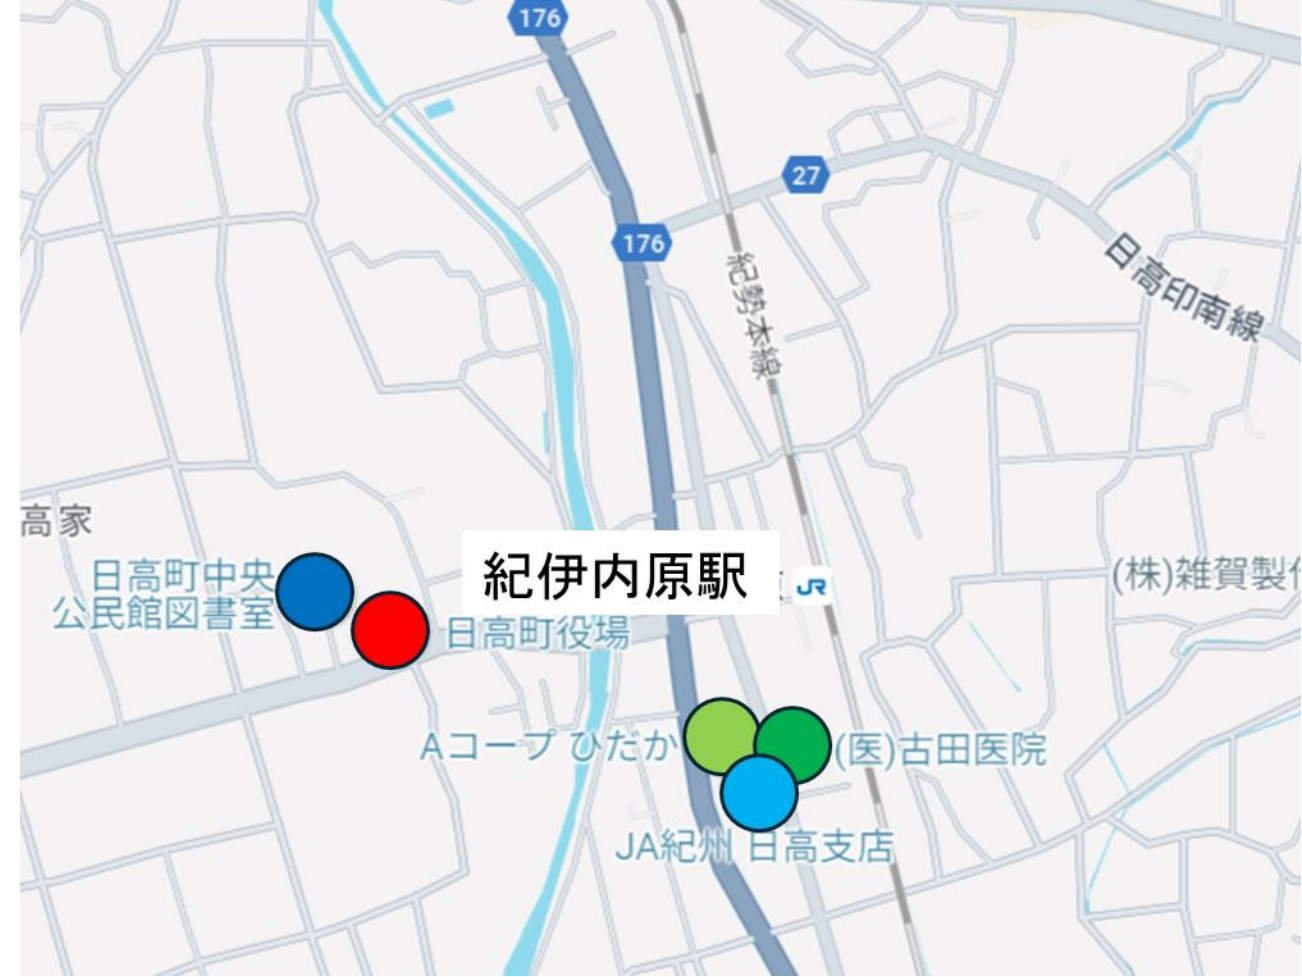 176
27
176
紀勢本線
日高印南線
高家
日高町中央
公民館図書室
紀伊内原駅
JR
(株)雑賀製作
日高町役場
Aコープ ひだか
(医)古田医院
JA紀州 日高支店